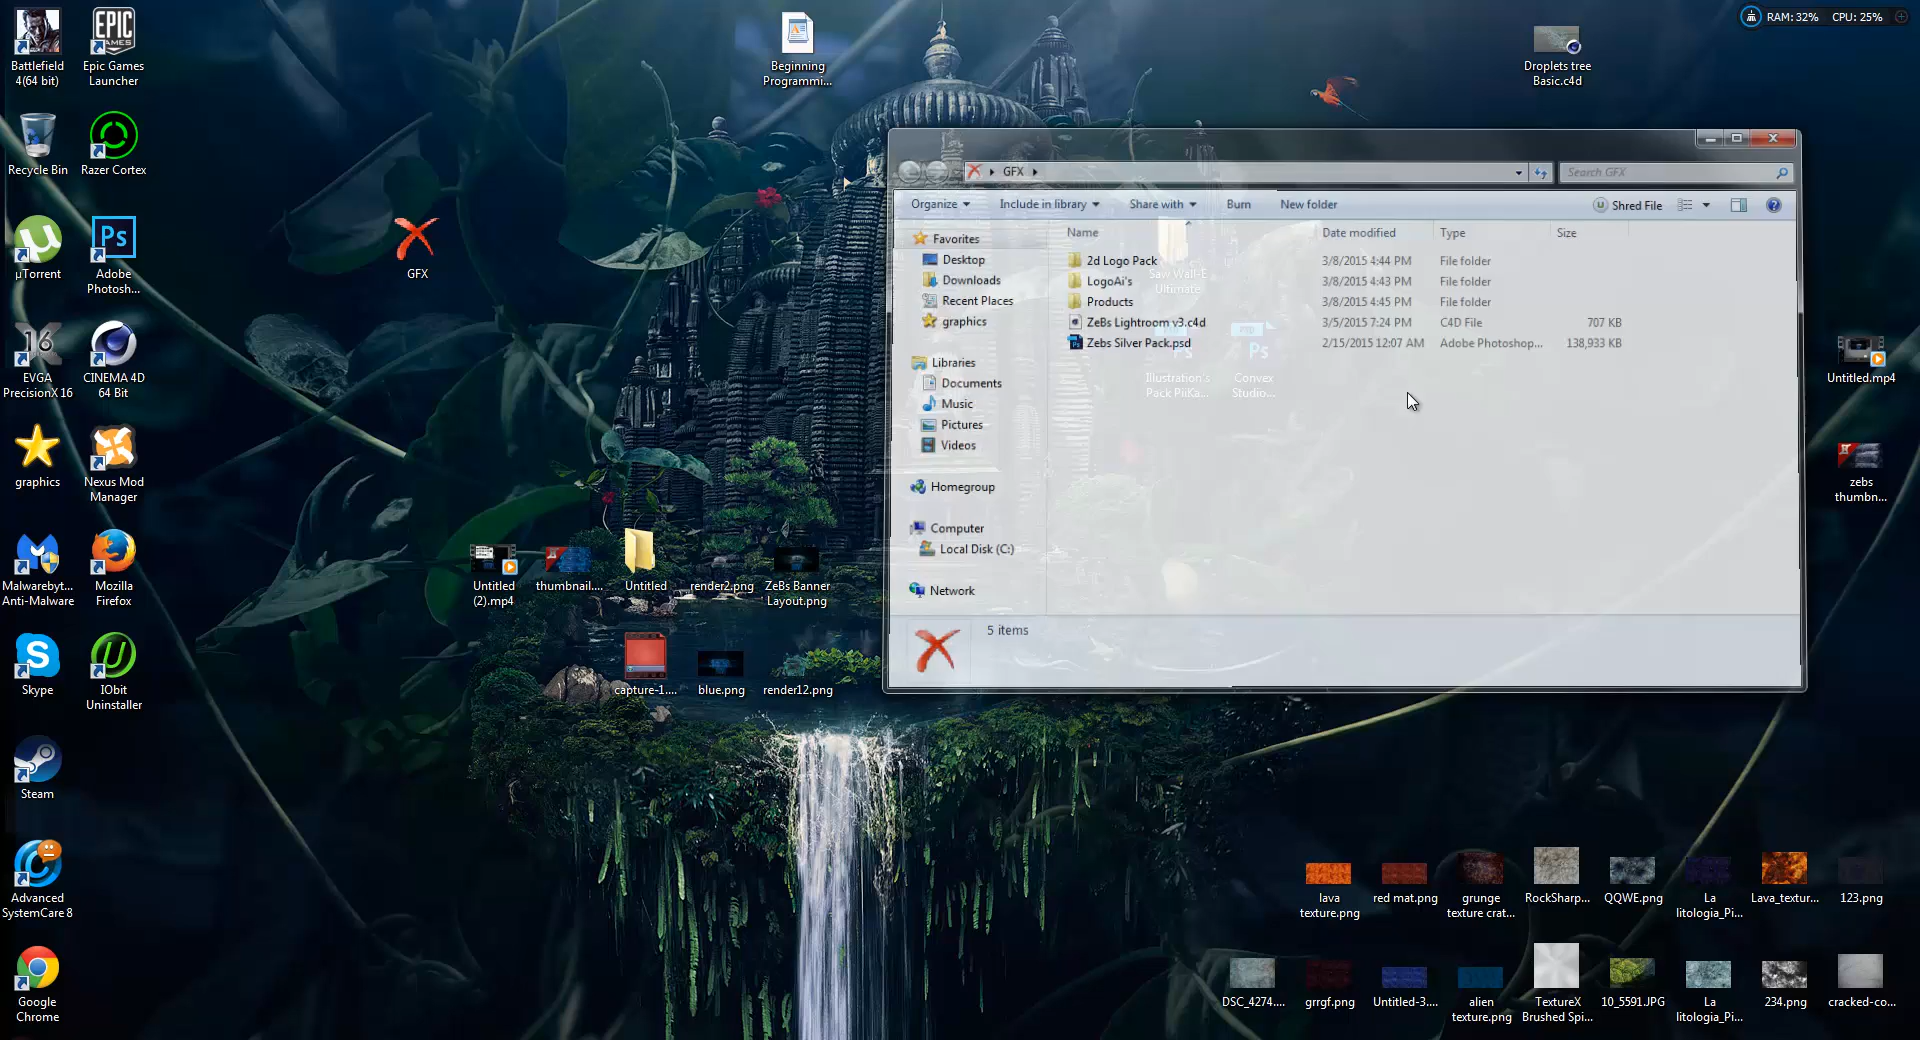 RAM: 32% CPU: 25%
Battlefield
4(64 bit)
EPIC
GAMES
Epic Games
Launcher
Beginning
Programmi...
Droplets tree
Basic.c4d
Recycle Bin
Razer Cortex
GFX
Search GFX
Organize
Include in library
Share with
Burn
New folder
Shred File
Name
Date modified
Type
Size
Favorites
Desktop
Downloads
Recent Places
graphics
2d Logo Pack
3/8/2015 4:44 PM
File folder
LogoAi's
3/8/2015 4:43 PM
File folder
Products
3/8/2015 4:45 PM
File folder
ZeBs Lightroom v3.c4d
3/5/2015 7:24 PM
C4D File
707 KB
Zebs Silver Pack.psd
2/15/2015 12:07 AM
Adobe Photoshop...
138,933 KB
Saw Wall-E
Ultimate
Illustration's
Pack PiiKa...
Convex
Studio...
Libraries
Documents
Music
Pictures
Videos
Homegroup
Computer
Local Disk (C:)
Network
5 items
µTorrent
Ps
Adobe
Photosh...
GFX
16
EVGA
PrecisionX 16
CINEMA 4D
64 Bit
Untitled.mp4
graphics
Nexus Mod
Manager
zebs
thumbn...
Malwarebyt...
Anti-Malware
Mozilla
Firefox
Untitled
(2).mp4
thumbnail....
Untitled
render2.png
ZeBs Banner
Layout.png
Skype
IObit
Uninstaller
capture-1....
blue.png
render12.png
Steam
Advanced
SystemCare 8
lava
texture.png
red mat.png
grunge
texture crat...
RockSharp...
QQWE.png
La
litologia_Pi...
Lava_textur...
123.png
Google
Chrome
DSC_4274....
grrgf.png
Untitled-3....
alien
texture.png
TextureX
Brushed Spi...
10_5591.JPG
La
litologia_Pi...
234.png
cracked-co...